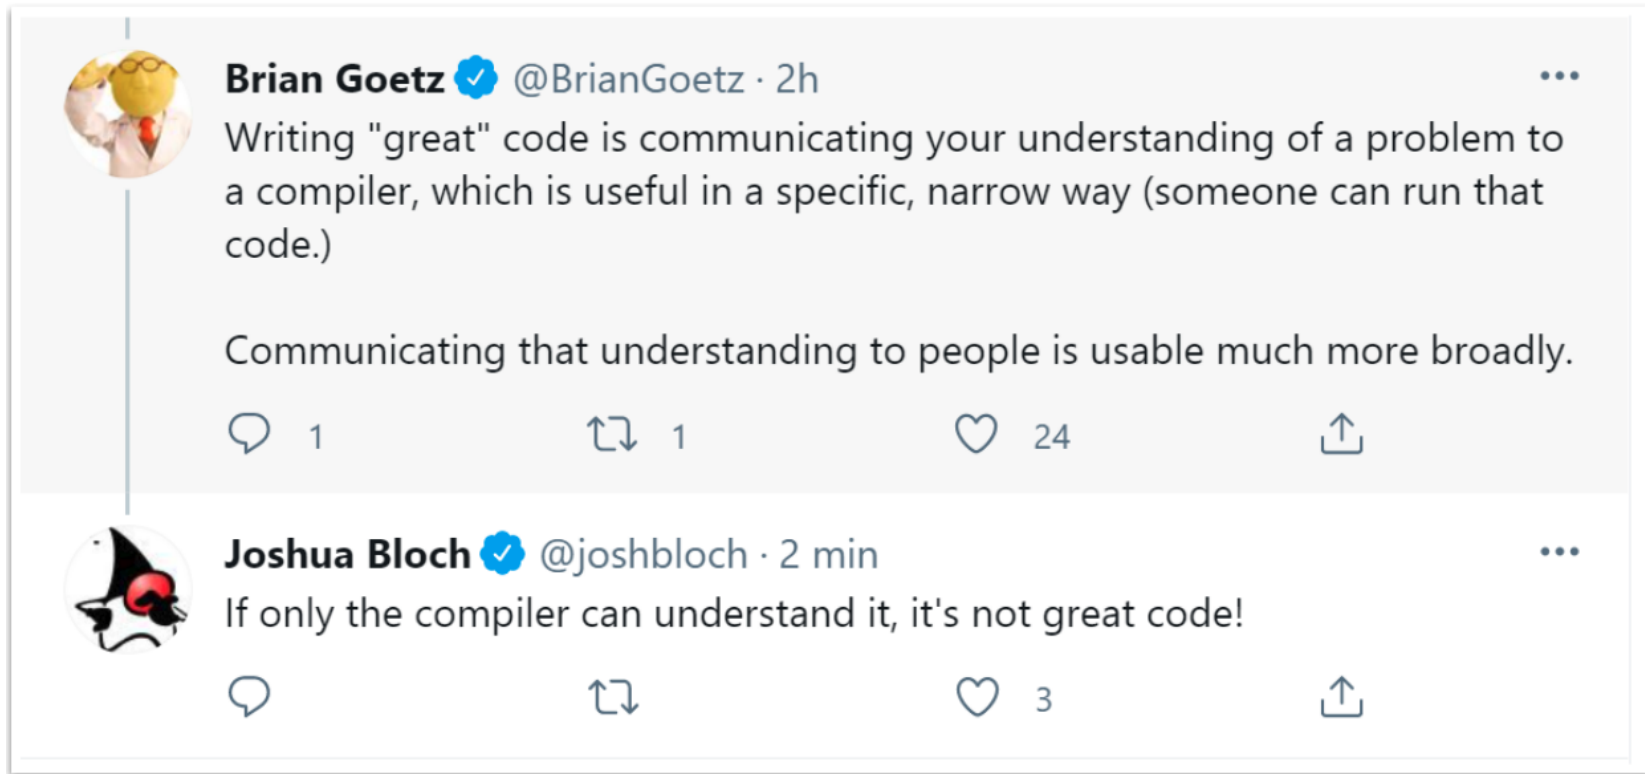 Brian Goetz @BrianGoetz · 2h
Writing "great" code is communicating your understanding of a problem to
a compiler, which is useful in a specific, narrow way (someone can run that
code.)
Communicating that understanding to people is usable much more broadly.
1 1 24
Joshua Bloch @joshbloch · 2 min
If only the compiler can understand it, it's not great code!
3